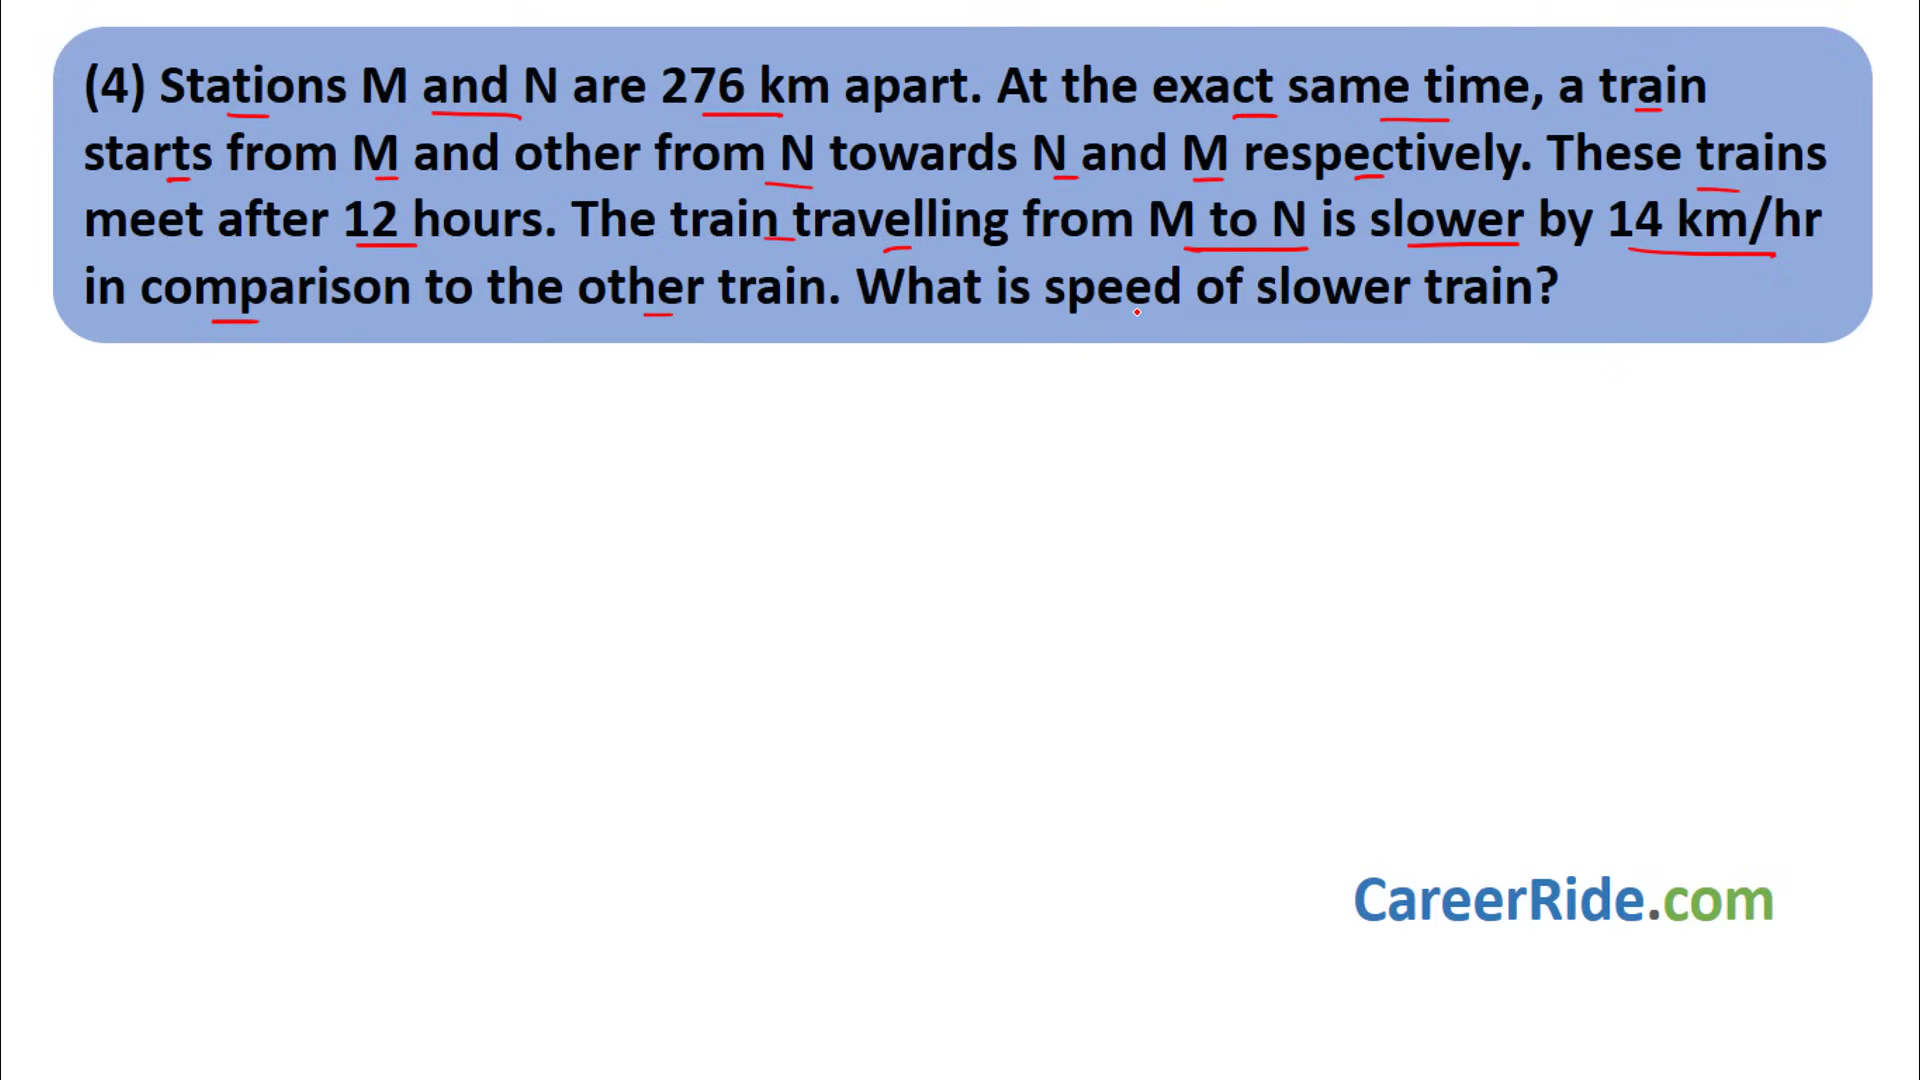 (4) Stations M and N are 276 km apart. At the exact same time, a train
starts from M and other from N towards N and M respectively. These trains
meet after 12 hours. The train travelling from M to N is slower by 14 km/hr
in comparison to the other train. What is speed of slower train?
CareerRide.com